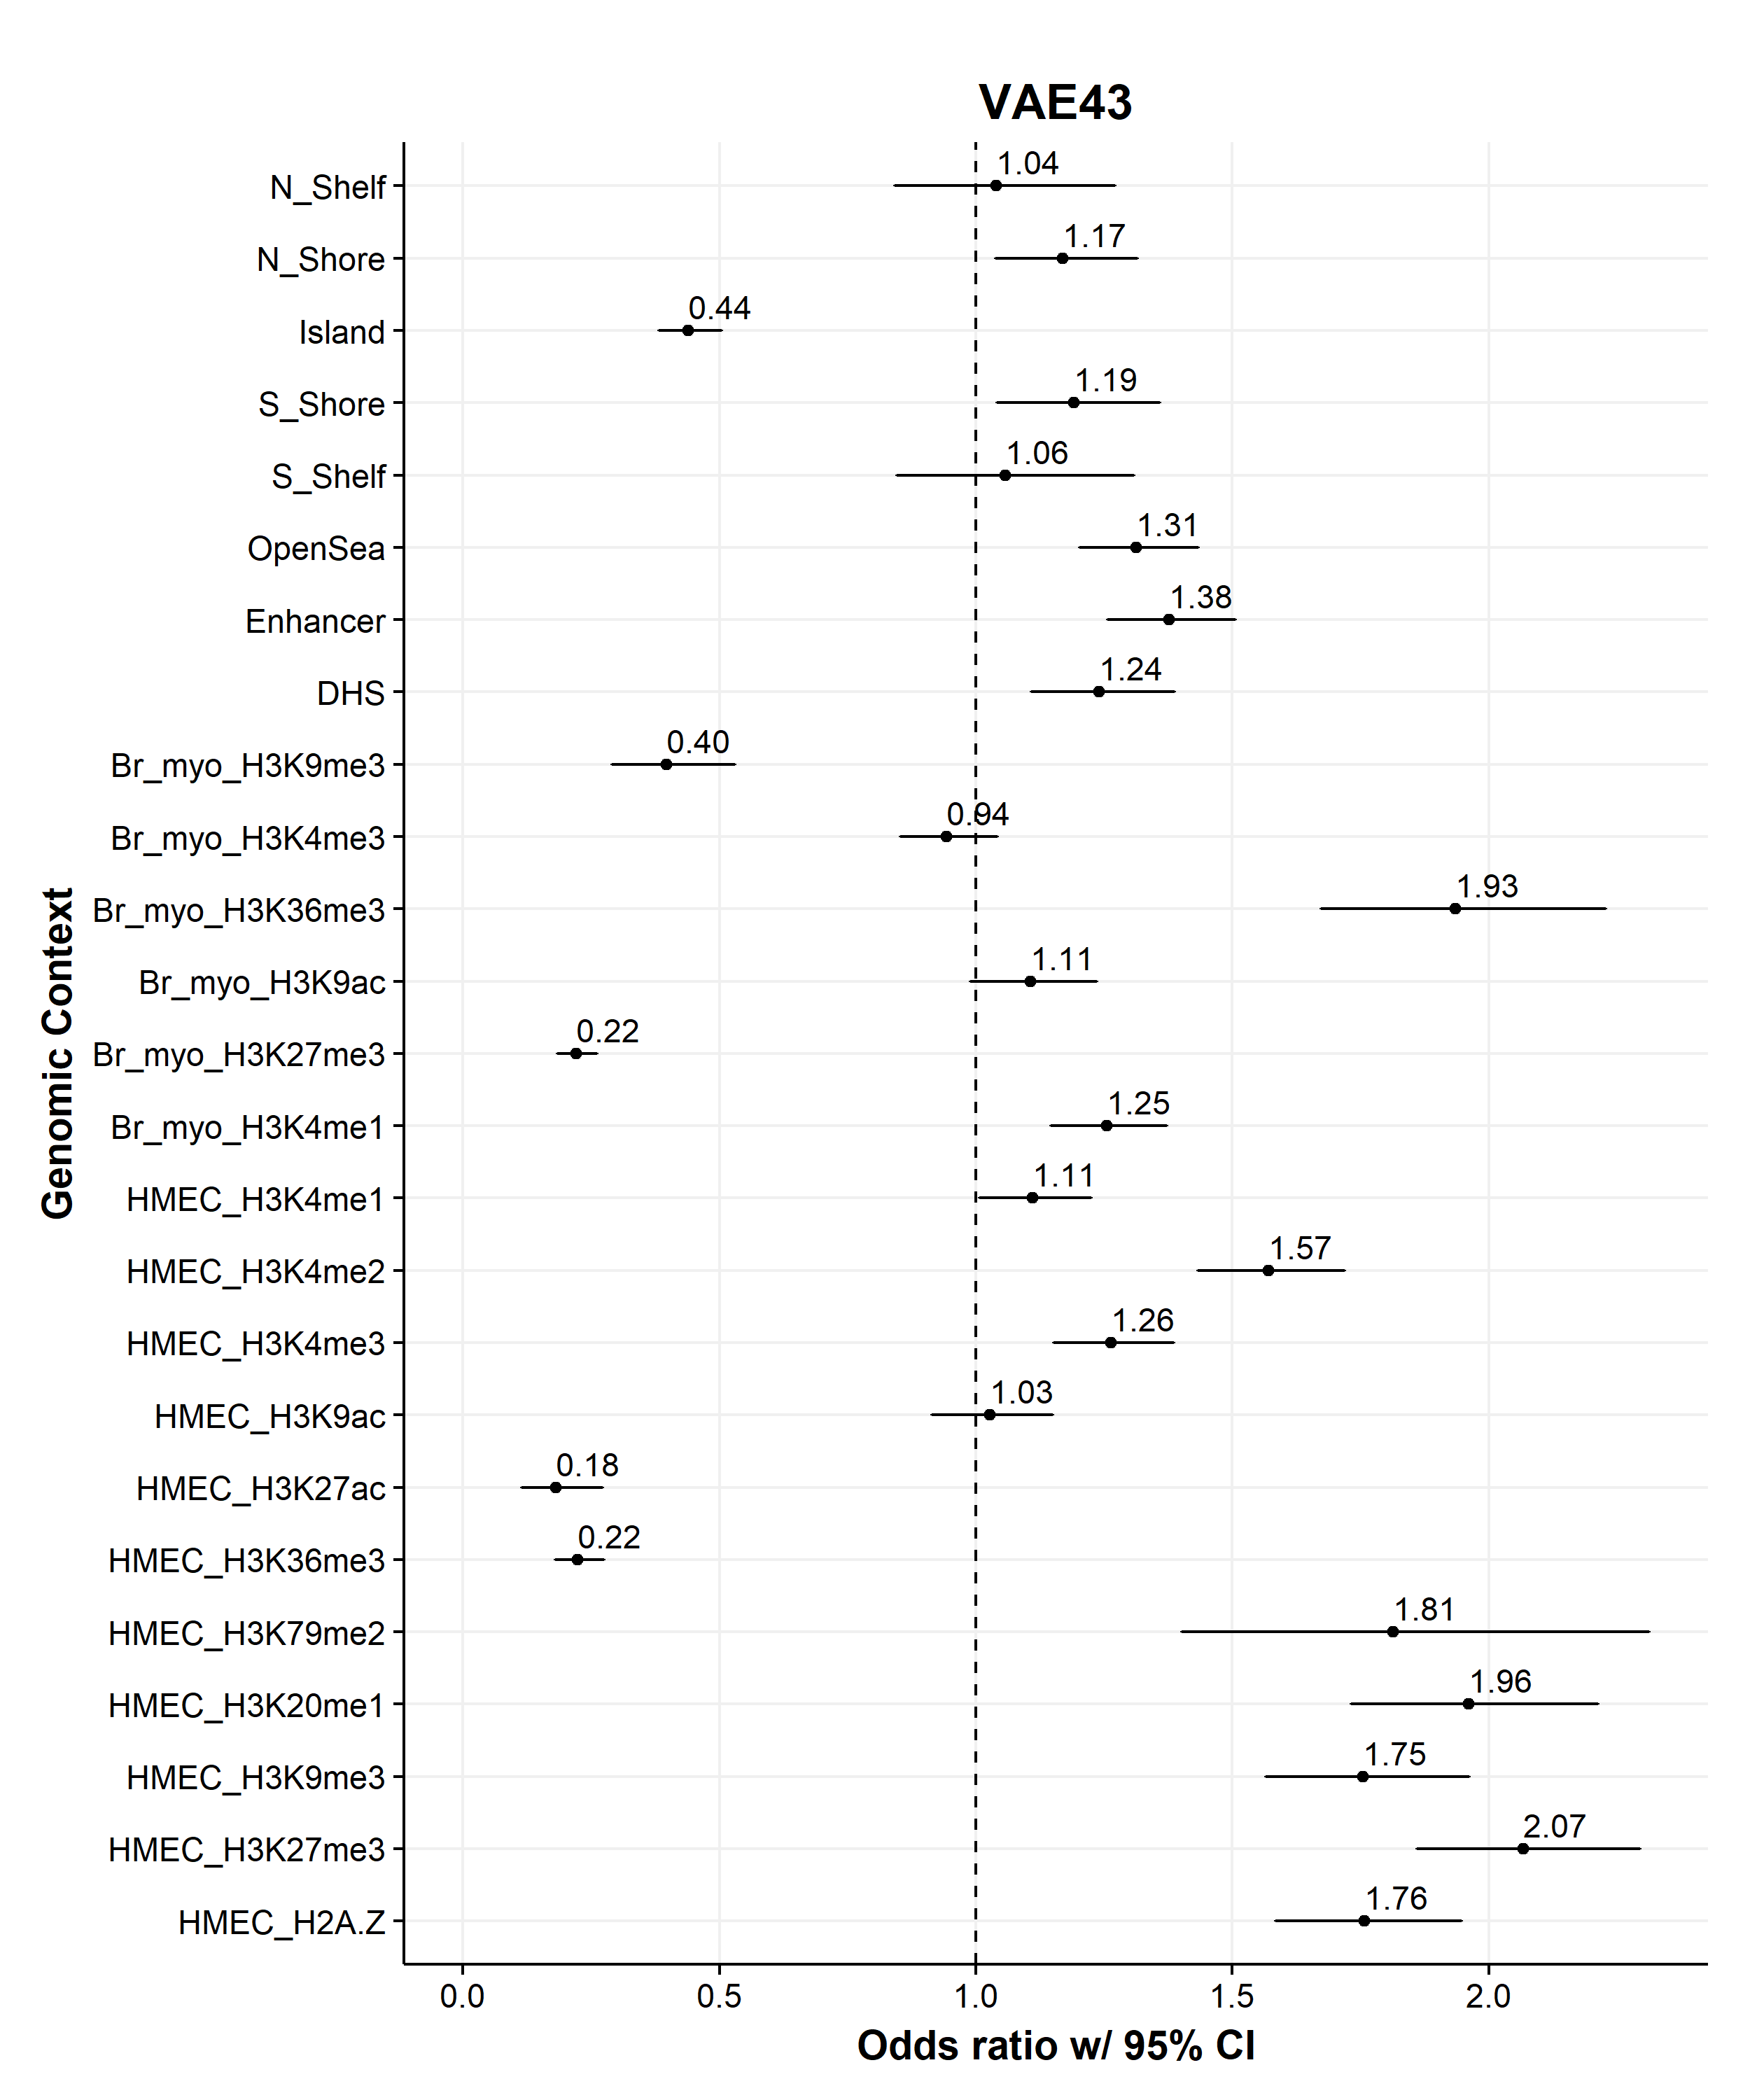 VAE43
N_Shelf 1.04
N_Shore 1.17
Island 0.44
S_Shore 1.19
S_Shelf 1.06
OpenSea 1.31
Enhancer 1.38
DHS 1.24
Br_myo_H3K9me3 0.40
Br_myo_H3K4me3 0.94
Br_myo_H3K36me3 1.93
Br_myo_H3K9ac 1.11
Br_myo_H3K27me3 0.22
Br_myo_H3K4me1 1.25
HMEC_H3K4me1 1.11
HMEC_H3K4me2 1.57
HMEC_H3K4me3 1.26
HMEC_H3K9ac 1.03
HMEC_H3K27ac 0.18
HMEC_H3K36me3 0.22
HMEC_H3K79me2 1.81
HMEC_H3K20me1 1.96
HMEC_H3K9me3 1.75
HMEC_H3K27me3 2.07
HMEC_H2A.Z 1.76
Genomic Context
0.0 0.5 1.0 1.5 2.0
Odds ratio w/ 95% CI